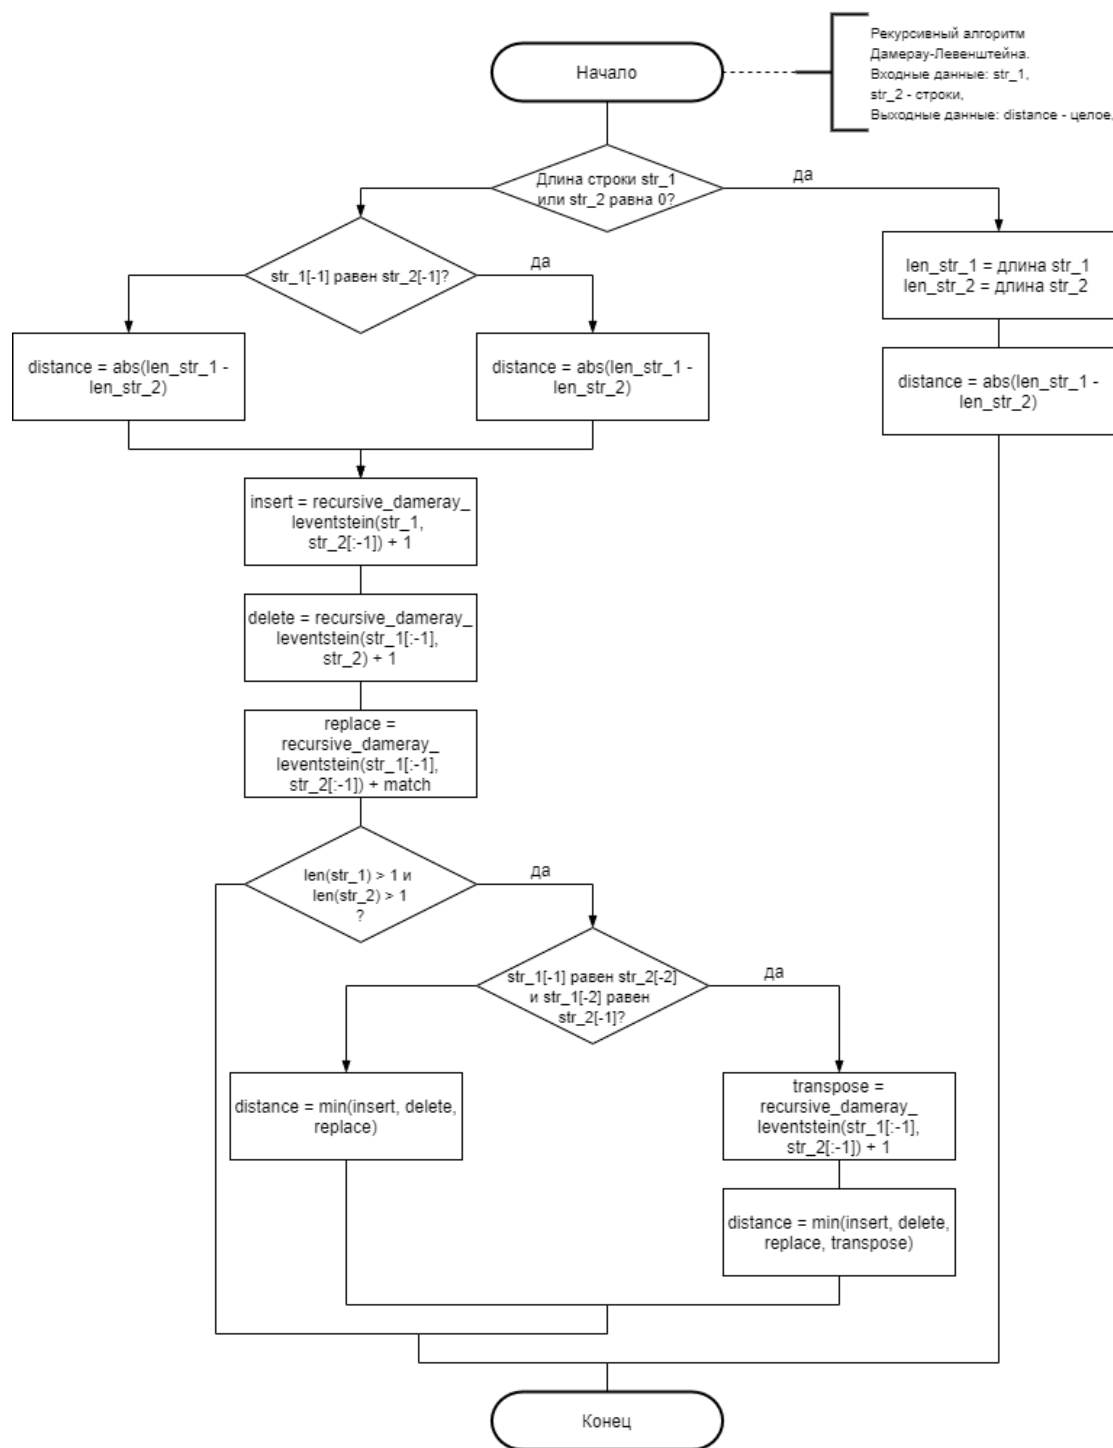 Начало
Рекурсивный алгоритм
Дамерау-Левенштейна.
Входные данные: str_1,
str_2 - строки,
Выходные данные: distance - целое,
Длина строки str_1
или str_2 равна 0?
да
str_1[-1] равен str_2[-1]?
да
len_str_1 = длина str_1
len_str_2 = длина str_2
distance = abs(len_str_1 -
len_str_2)
distance = abs(len_str_1 -
len_str_2)
distance = abs(len_str_1 -
len_str_2)
insert = recursive_dameray_
leventstein(str_1,
str_2[:-1]) + 1
delete = recursive_dameray_
leventstein(str_1[:-1],
str_2) + 1
replace =
recursive_dameray_
leventstein(str_1[:-1],
str_2[:-1]) + match
len(str_1) > 1 и
len(str_2) > 1
?
да
str_1[-1] равен str_2[-2]
и str_1[-2] равен
str_2[-1]?
да
distance = min(insert, delete,
replace)
transpose =
recursive_dameray_
leventstein(str_1[:-1],
str_2[:-1]) + 1
distance = min(insert, delete,
replace, transpose)
Конец